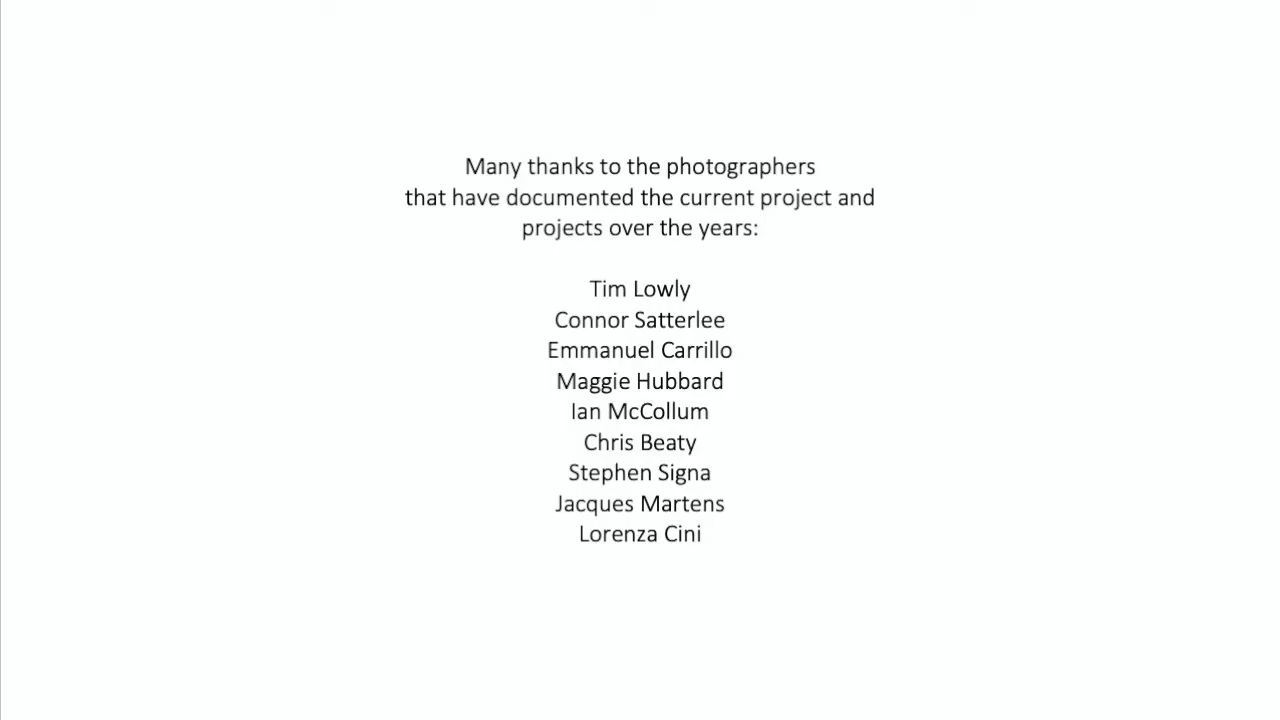 Many thanks to the photographers
that have documented the current project and
projects over the years:
Tim Lowly
Connor Satterlee
Emmanuel Carrillo
Maggie Hubbard
Ian McCollum
Chris Beaty
Stephen Signa
Jacques Martens
Lorenza Cini